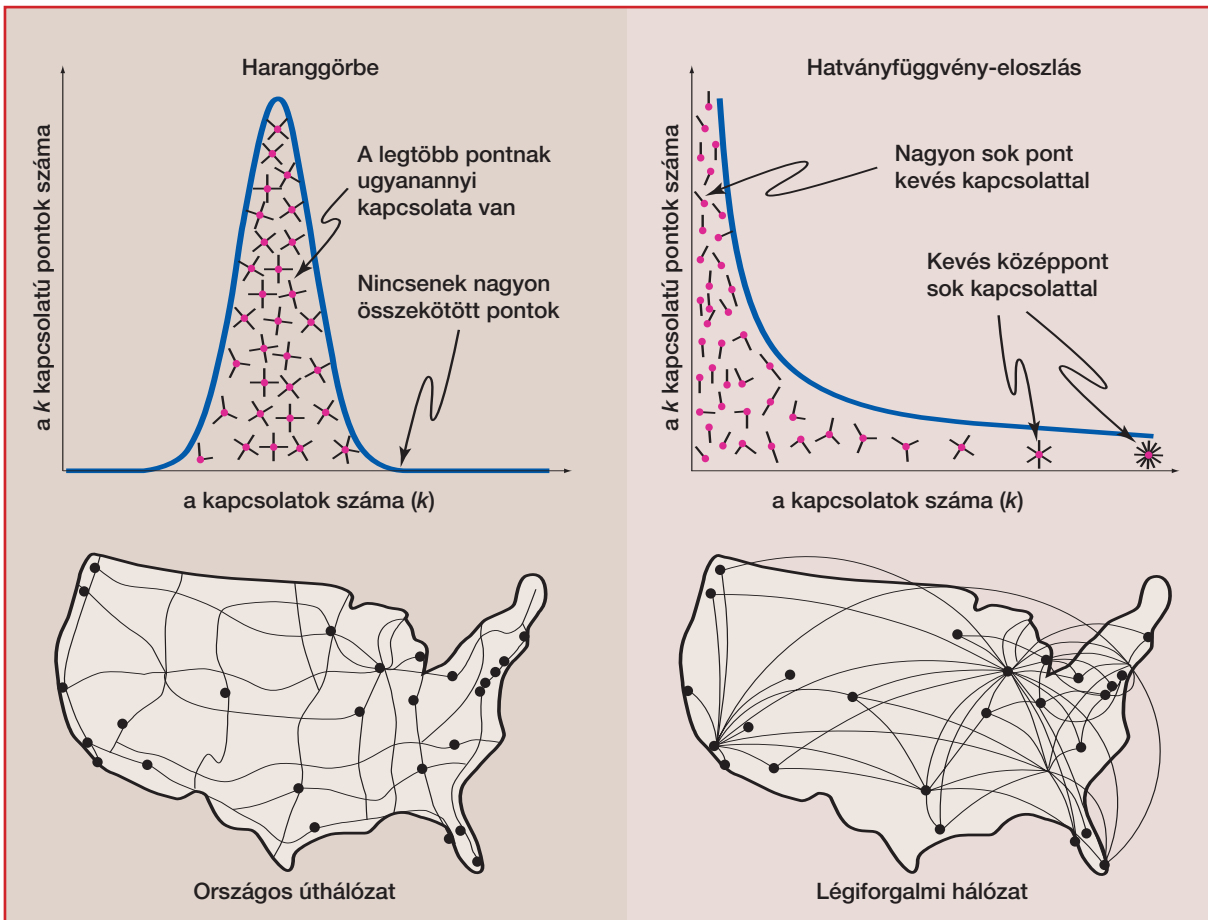 Haranggörbe
a k kapcsolatú pontok száma
A legtöbb pontnak
ugyanannyi
kapcsolata van
Nincsenek nagyon
összekötött pontok
a kapcsolatok száma (k)
Országos úthálózat
Hatványfüggvény-eloszlás
a k kapcsolatú pontok száma
Nagyon sok pont
kevés kapcsolattal
Kevés középpont
sok kapcsolattal
a kapcsolatok száma (k)
Légiforgalmi hálózat